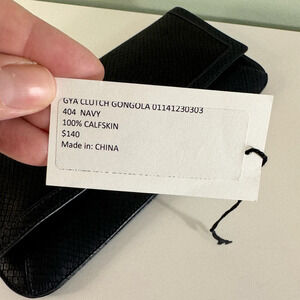 GYA CLUTCH GONGOLA 01141230303
404 NAVY
100% CALFSKIN
$140
Made in: CHINA